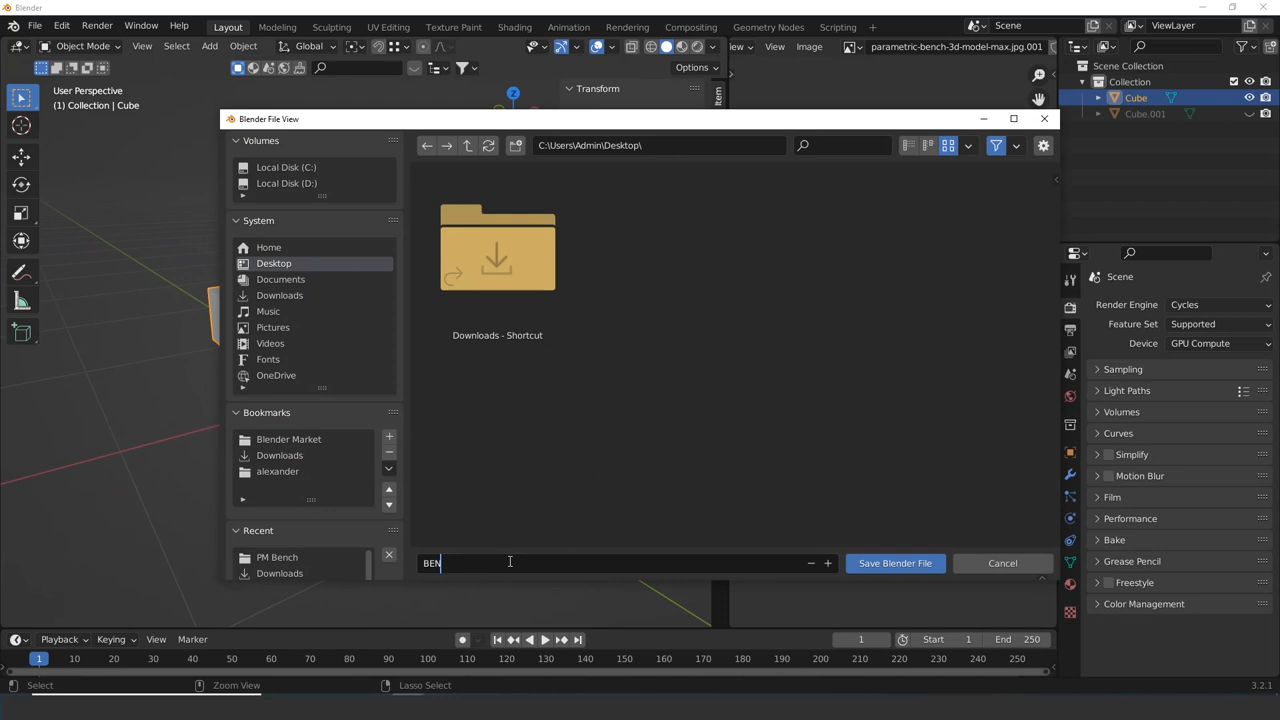 Blender
File Edit Render Window Help Layout Modeling Sculpting UV Editing Texture Paint Shading Animation Rendering Compositing Geometry Nodes Scripting + Scene ViewLayer
Object Mode View Select Add Object Global View Image parametric-bench-3d-model-max.jpg.001
Options
User Perspective
(1) Collection | Cube
Transform
Item
Scene Collection
Collection
Cube
Cube.001
Blender File View
Volumes
Local Disk (C:)
Local Disk (D:)
System
Home
Desktop
Documents
Downloads
Music
Pictures
Videos
Fonts
OneDrive
Bookmarks
Blender Market
Downloads
alexander
Recent
PM Bench
Downloads
C:\Users\Admin\Desktop\
Downloads - Shortcut
BEN
Save Blender File Cancel
Scene
Render Engine Cycles
Feature Set Supported
Device GPU Compute
Sampling
Light Paths
Volumes
Curves
Simplify
Motion Blur
Film
Performance
Bake
Grease Pencil
Freestyle
Color Management
Playback Keying View Marker 1 Start 1 End 250
1 10 20 30 40 50 60 70 80 90 100 110 120 130 140 150 160 170 180 190 200 210 220 230 240 250
Select Zoom View Lasso Select 3.2.1